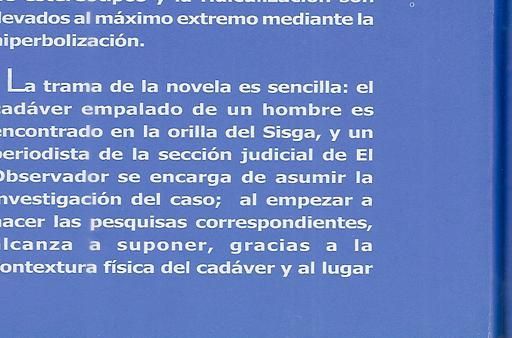 estereotipos y la ridiculización son
levados al máximo extremo mediante la
hiperbolización.
La trama de la novela es sencilla: el
cadáver empalado de un hombre es
encontrado en la orilla del Sisga, y un
periodista de la sección judicial de El
Observador se encarga de asumir la
investigación del caso; al empezar a
hacer las pesquisas correspondientes,
alcanza a suponer, gracias a la
contextura física del cadáver y al lugar